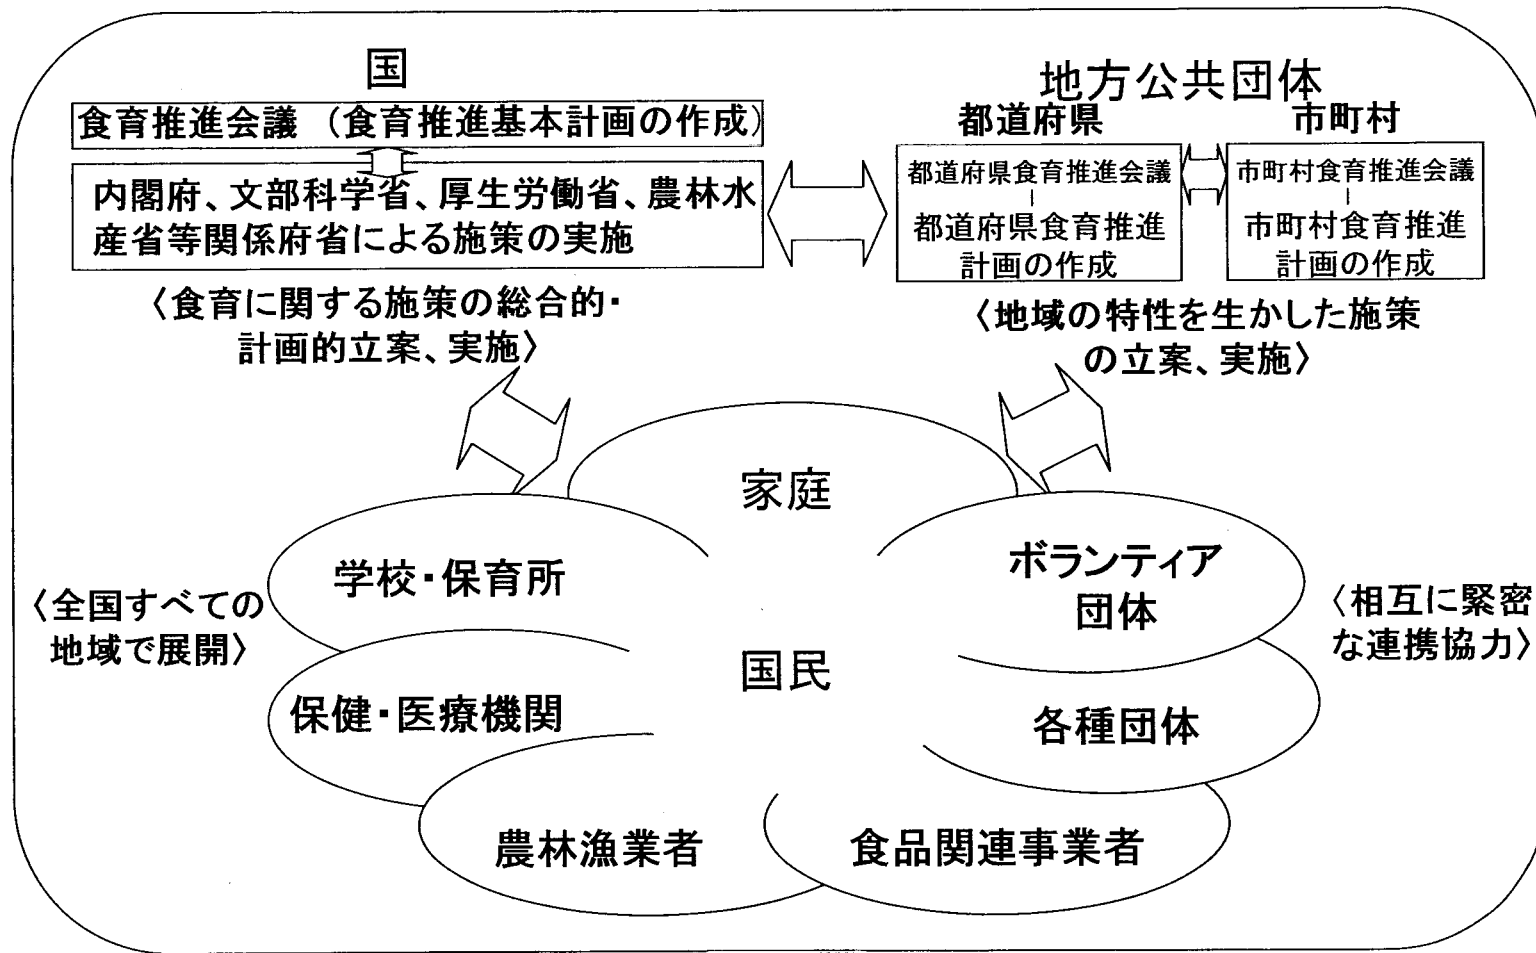 国
食育推進会議 （食育推進基本計画の作成）
内閣府、文部科学省、厚生労働省、農林水
産省等関係府省による施策の実施
〈食育に関する施策の総合的・
計画的立案、実施〉
地方公共団体
都道府県
都道府県食育推進会議
都道府県食育推進
計画の作成
市町村
市町村食育推進会議
市町村食育推進
計画の作成
〈地域の特性を生かした施策
の立案、実施〉
家庭
学校・保育所
ボランティア
団体
〈全国すべての
地域で展開〉
〈相互に緊密
な連携協力〉
国民
保健・医療機関
各種団体
農林漁業者
食品関連事業者